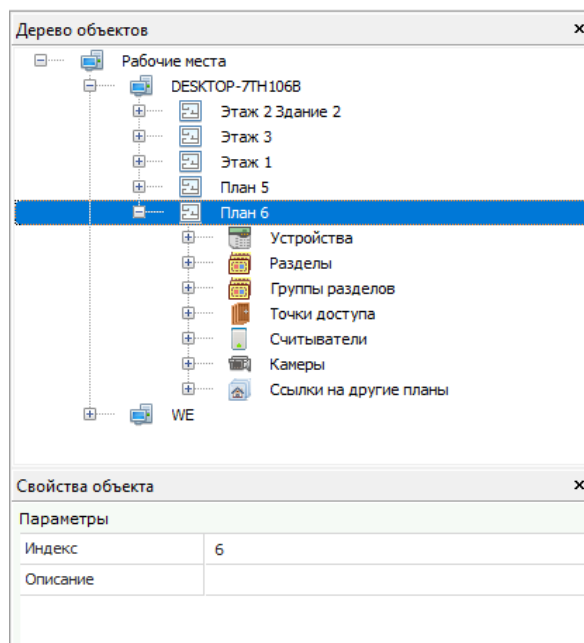 Дерево объектов
Рабочие места
DESKTOP-7TH106B
Этаж 2 Здание 2
Этаж 3
Этаж 1
План 5
План 6
Устройства
Разделы
Группы разделов
Точки доступа
Считыватели
Камеры
Ссылки на другие планы
WE
Свойства объекта
Параметры
Индекс 6
Описание